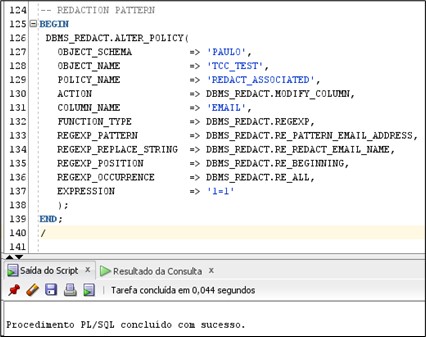 124 -- REDACTION PATTERN
125 BEGIN
126 DBMS_REDACT.ALTER_POLICY(
127 OBJECT_SCHEMA => 'PAULO',
128 OBJECT_NAME => 'TCC_TEST',
129 POLICY_NAME => 'REDACT_ASSOCIATED',
130 ACTION => DBMS_REDACT.MODIFY_COLUMN,
131 COLUMN_NAME => 'EMAIL',
132 FUNCTION_TYPE => DBMS_REDACT.REGEXP,
133 REGEXP_PATTERN => DBMS_REDACT.RE_PATTERN_EMAIL_ADDRESS,
134 REGEXP_REPLACE_STRING => DBMS_REDACT.RE_REDACT_EMAIL_NAME,
135 REGEXP_POSITION => DBMS_REDACT.RE_BEGINNING,
136 REGEXP_OCCURRENCE => DBMS_REDACT.RE_ALL,
137 EXPRESSION => '1=1'
138 );
139 END;
140 /
141
Saída do Script x Resultado da Consulta x
Tarefa concluída em 0,044 segundos
Procedimento PL/SQL concluído com sucesso.